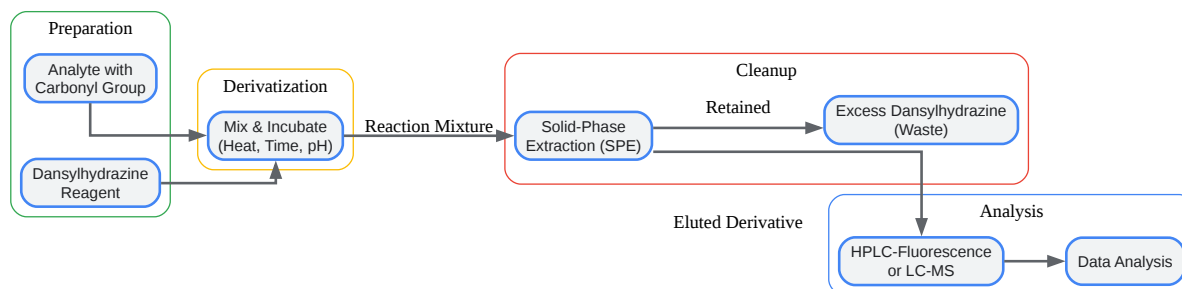 Preparation
Analyte with
Carbonyl Group
Dansylhydrazine
Reagent
Derivatization
Mix & Incubate
(Heat, Time, pH)
Reaction Mixture
Cleanup
Solid-Phase
Extraction (SPE)
Retained
Excess Dansylhydrazine
(Waste)
Eluted Derivative
Analysis
HPLC-Fluorescence
or LC-MS
Data Analysis